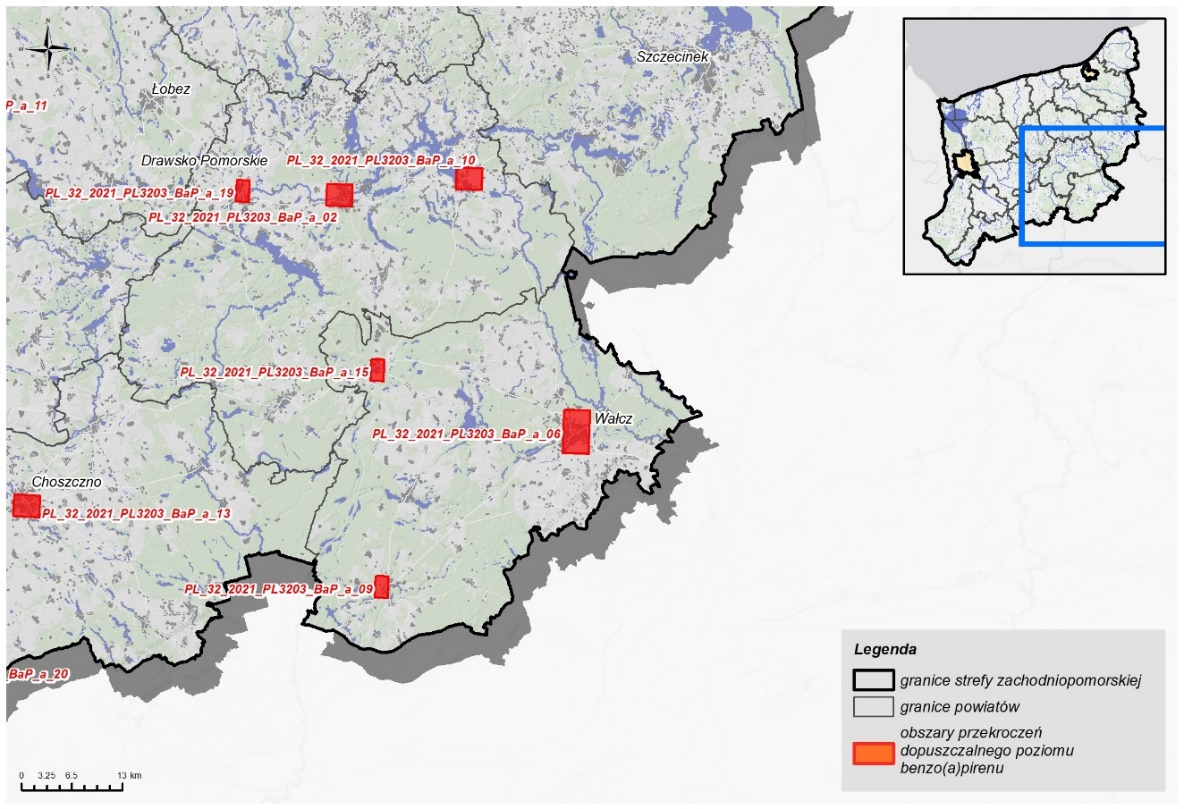 Szczecinek
Łobez
P_a_11
Drawsko Pomorskie
PL_32_2021_PL3203_BaP_a_10
PL_32_2021_PL3203_BaP_a_19
PL_32_2021_PL3203_BaP_a_02
PL_32_2021_PL3203_BaP_a_15
Wałcz
PL_32_2021_PL3203_BaP_a_06
Choszczno
PL_32_2021_PL3203_BaP_a_13
PL_32_2021_PL3203_BaP_a_09
BaP_a_20
Legenda
granice strefy zachodniopomorskiej
granice powiatów
obszary przekroczeń
dopuszczalnego poziomu
benzo(a)pirenu
0 3.25 6.5 13 km